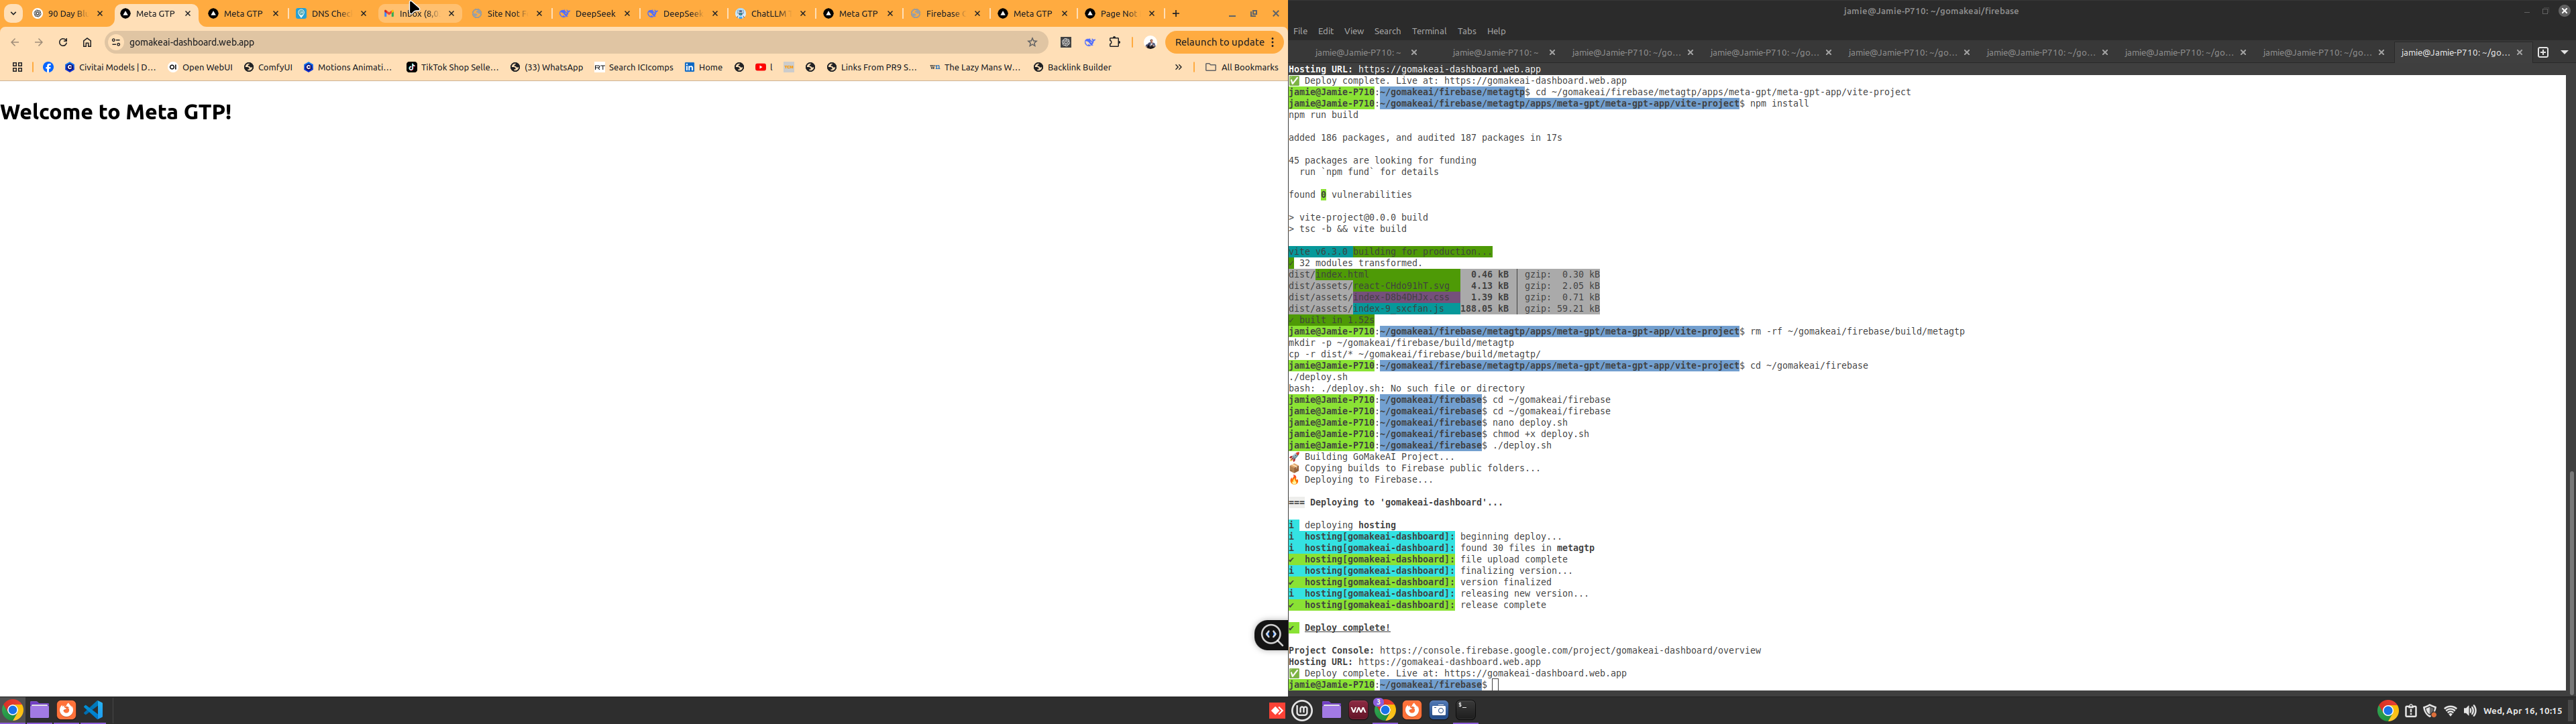 90 Day Bl
Meta GTP
Meta GTP
DNS Chec
Inbox (8,0
Site Not F
DeepSeek
DeepSeek
ChatLLM T
Meta GTP
Firebase
Meta GTP
Page Not
gomakeai-dashboard.web.app
Relaunch to update
Civitai Models | D...
Open WebUI
ComfyUI
Motions Animati...
TikTok Shop Selle...
(33) WhatsApp
Search ICIcomps
Home
Links From PR9 S...
The Lazy Mans W...
Backlink Builder
»
All Bookmarks
Welcome to Meta GTP!
jamie@Jamie-P710: ~/gomakeai/firebase
File Edit View Search Terminal Tabs Help
jamie@Jamie-P710: ~
jamie@Jamie-P710: ~
jamie@Jamie-P710: ~/go...
jamie@Jamie-P710: ~/go...
jamie@Jamie-P710: ~/go...
jamie@Jamie-P710: ~/go...
jamie@Jamie-P710: ~/go...
jamie@Jamie-P710: ~/go...
jamie@Jamie-P710: ~/go...
Hosting URL: https://gomakeai-dashboard.web.app
✅ Deploy complete. Live at: https://gomakeai-dashboard.web.app
jamie@Jamie-P710:~/gomakeai/firebase/metagtp$ cd ~/gomakeai/firebase/metagtp/apps/meta-gpt/meta-gpt-app/vite-project
jamie@Jamie-P710:~/gomakeai/firebase/metagtp/apps/meta-gpt/meta-gpt-app/vite-project$ npm install
npm run build
added 186 packages, and audited 187 packages in 17s
45 packages are looking for funding
run `npm fund` for details
found 0 vulnerabilities
> vite-project@0.0.0 build
> tsc -b && vite build
vite v6.3.0 building for production...
✓ 32 modules transformed.
dist/index.html 0.46 kB │ gzip: 0.30 kB
dist/assets/react-CHdo91hT.svg 4.13 kB │ gzip: 2.05 kB
dist/assets/index-D8b4DHJx.css 1.39 kB │ gzip: 0.71 kB
dist/assets/index-9_sxcfan.js 188.05 kB │ gzip: 59.21 kB
✓ built in 1.52s
jamie@Jamie-P710:~/gomakeai/firebase/metagtp/apps/meta-gpt/meta-gpt-app/vite-project$ rm -rf ~/gomakeai/firebase/build/metagtp
mkdir -p ~/gomakeai/firebase/build/metagtp
cp -r dist/* ~/gomakeai/firebase/build/metagtp/
jamie@Jamie-P710:~/gomakeai/firebase/metagtp/apps/meta-gpt/meta-gpt-app/vite-project$ cd ~/gomakeai/firebase
./deploy.sh
bash: ./deploy.sh: No such file or directory
jamie@Jamie-P710:~/gomakeai/firebase$ cd ~/gomakeai/firebase
jamie@Jamie-P710:~/gomakeai/firebase$ cd ~/gomakeai/firebase
jamie@Jamie-P710:~/gomakeai/firebase$ nano deploy.sh
jamie@Jamie-P710:~/gomakeai/firebase$ chmod +x deploy.sh
jamie@Jamie-P710:~/gomakeai/firebase$ ./deploy.sh
🚀 Building GoMakeAI Project...
📦 Copying builds to Firebase public folders...
🔥 Deploying to Firebase...
=== Deploying to 'gomakeai-dashboard'...
i deploying hosting
i hosting[gomakeai-dashboard]: beginning deploy...
i hosting[gomakeai-dashboard]: found 30 files in metagtp
✔ hosting[gomakeai-dashboard]: file upload complete
i hosting[gomakeai-dashboard]: finalizing version...
✔ hosting[gomakeai-dashboard]: version finalized
i hosting[gomakeai-dashboard]: releasing new version...
✔ hosting[gomakeai-dashboard]: release complete
✔ Deploy complete!
Project Console: https://console.firebase.google.com/project/gomakeai-dashboard/overview
Hosting URL: https://gomakeai-dashboard.web.app
✅ Deploy complete. Live at: https://gomakeai-dashboard.web.app
jamie@Jamie-P710:~/gomakeai/firebase$
Wed, Apr 16, 10:15